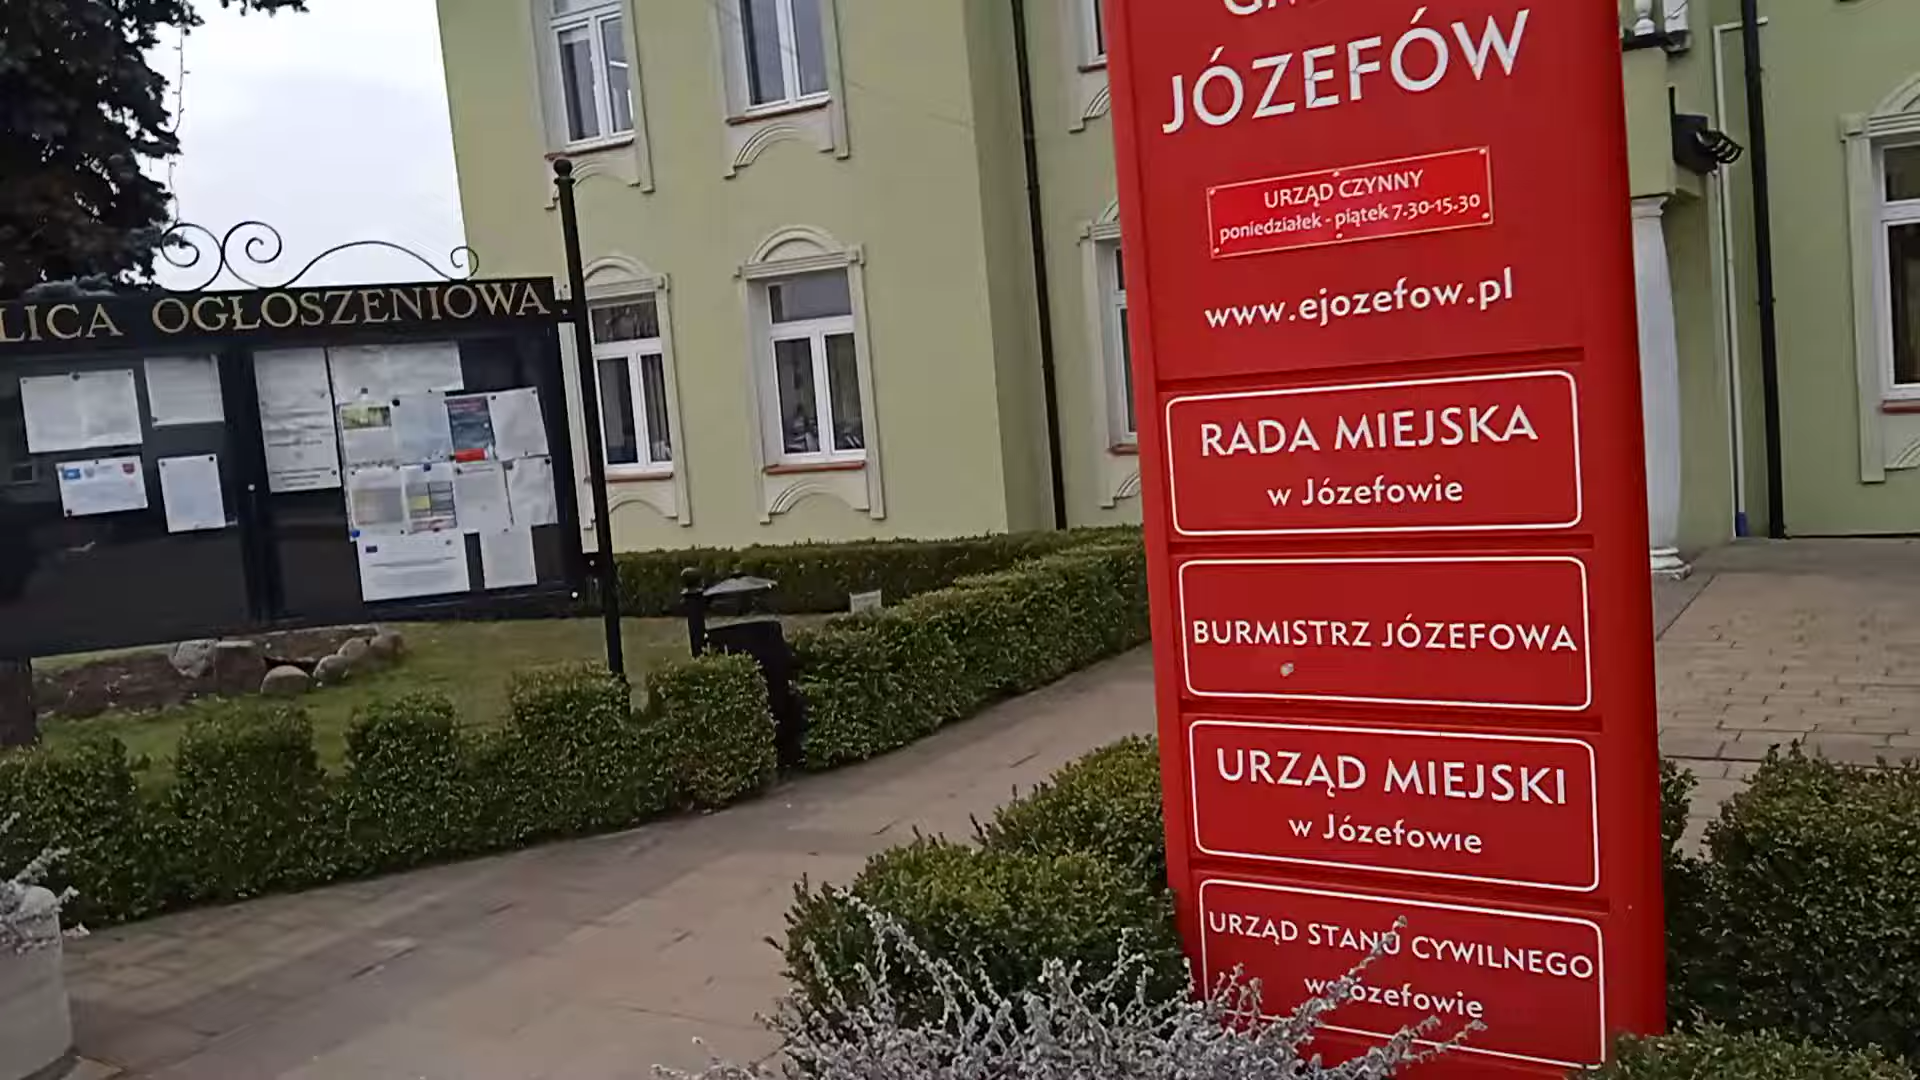 LICA OGŁOSZENIOWA
JÓZEFÓW
URZĄD CZYNNY
poniedziałek - piątek 7.30-15.30
www.ejozefow.pl
RADA MIEJSKA
w Józefowie
BURMISTRZ JÓZEFOWA
URZĄD MIEJSKI
w Józefowie
URZĄD STANU CYWILNEGO
w Józefowie